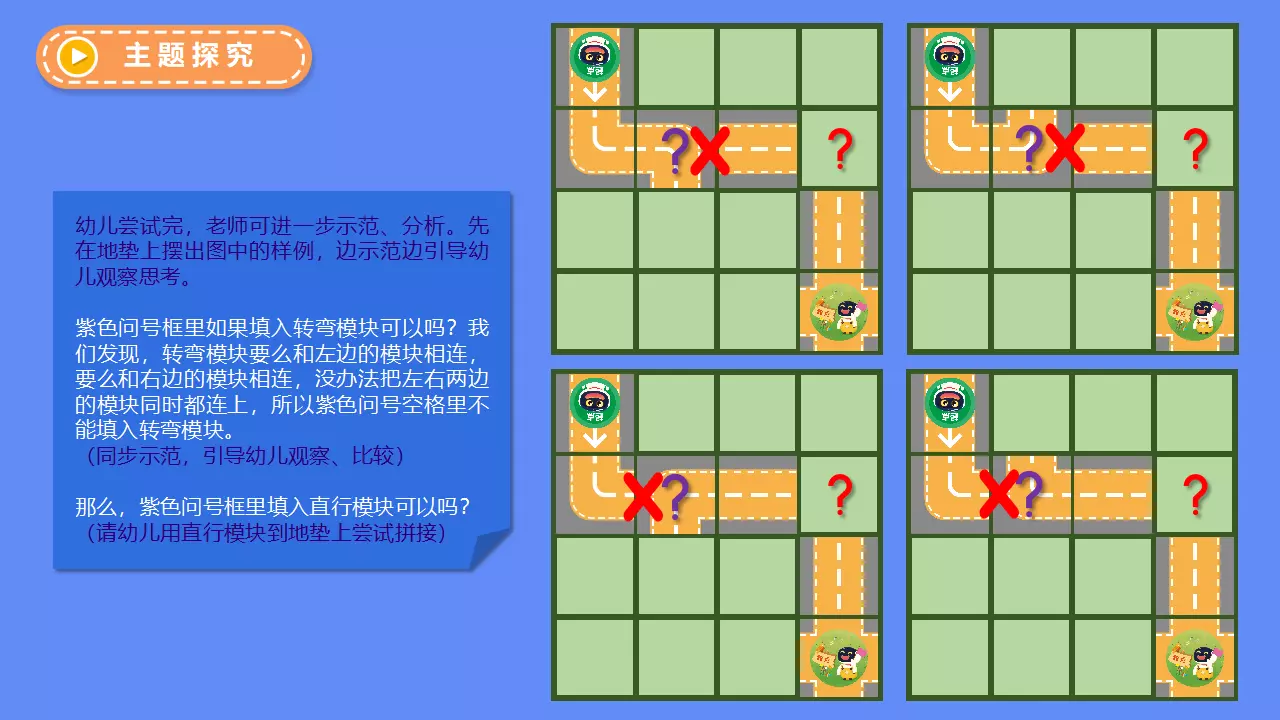 主题探究
幼儿尝试完，老师可进一步示范、分析。先
在地垫上摆出图中的样例，边示范边引导幼
儿观察思考。
紫色问号框里如果填入转弯模块可以吗？我
们发现，转弯模块要么和左边的模块相连，
要么和右边的模块相连，没办法把左右两边
的模块同时都连上，所以紫色问号空格里不
能填入转弯模块。
（同步示范，引导幼儿观察、比较）
那么，紫色问号框里填入直行模块可以吗？
（请幼儿用直行模块到地垫上尝试拼接）
?
?
?
?
?
?
?
?